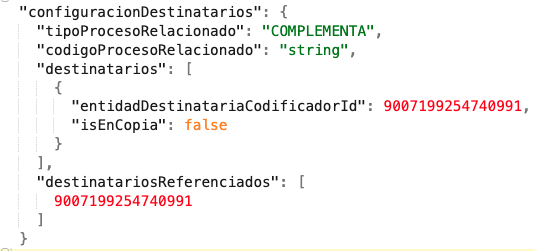 "configuracionDestinatarios": {
"tipoProcesoRelacionado": "COMPLEMENTA",
"codigoProcesoRelacionado": "string",
"destinatarios": [
{
"entidadDestinatariaCodificadorId": 9007199254740991,
"isEnCopia": false
}
],
"destinatariosReferenciados": [
9007199254740991
]
}